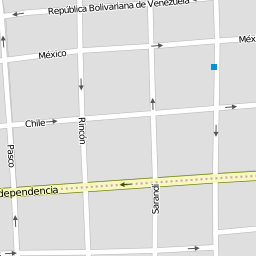 República Bolivariana de Venezuela
México
Méx
Chile
Rincón
Pasco
dependencia
Sarandí